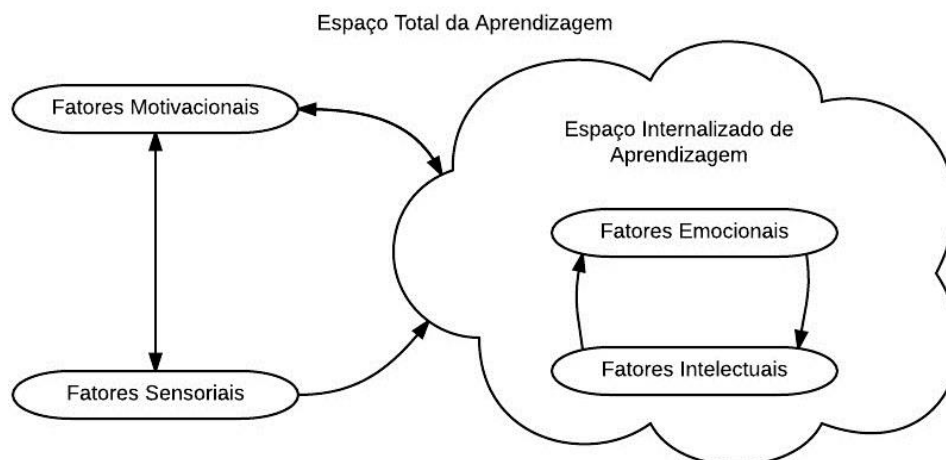 Espaço Total da Aprendizagem
Fatores Motivacionais
Espaço Internalizado de
Aprendizagem
Fatores Emocionais
Fatores Intelectuais
Fatores Sensoriais